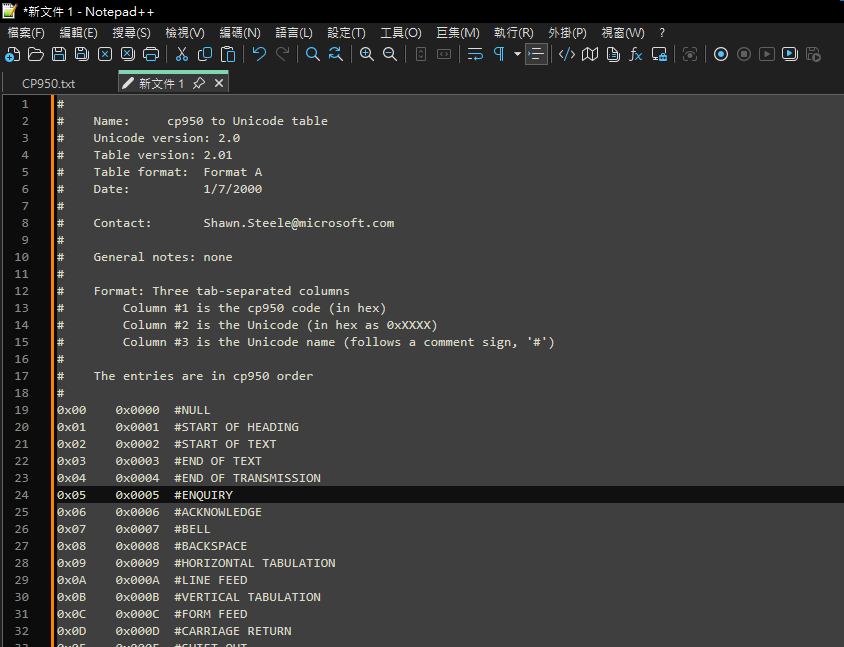 *新文件 1 - Notepad++
檔案(F) 編輯(E) 搜尋(S) 檢視(V) 編碼(N) 語言(L) 設定(T) 工具(O) 巨集(M) 執行(R) 外掛(P) 視窗(W) ?
CP950.txt 新文件 1
1 #
2 # Name: cp950 to Unicode table
3 # Unicode version: 2.0
4 # Table version: 2.01
5 # Table format: Format A
6 # Date: 1/7/2000
7 #
8 # Contact: Shawn.Steele@microsoft.com
9 #
10 # General notes: none
11 #
12 # Format: Three tab-separated columns
13 # Column #1 is the cp950 code (in hex)
14 # Column #2 is the Unicode (in hex as 0xXXXX)
15 # Column #3 is the Unicode name (follows a comment sign, '#')
16 #
17 # The entries are in cp950 order
18 #
19 0x00 0x0000 #NULL
20 0x01 0x0001 #START OF HEADING
21 0x02 0x0002 #START OF TEXT
22 0x03 0x0003 #END OF TEXT
23 0x04 0x0004 #END OF TRANSMISSION
24 0x05 0x0005 #ENQUIRY
25 0x06 0x0006 #ACKNOWLEDGE
26 0x07 0x0007 #BELL
27 0x08 0x0008 #BACKSPACE
28 0x09 0x0009 #HORIZONTAL TABULATION
29 0x0A 0x000A #LINE FEED
30 0x0B 0x000B #VERTICAL TABULATION
31 0x0C 0x000C #FORM FEED
32 0x0D 0x000D #CARRIAGE RETURN